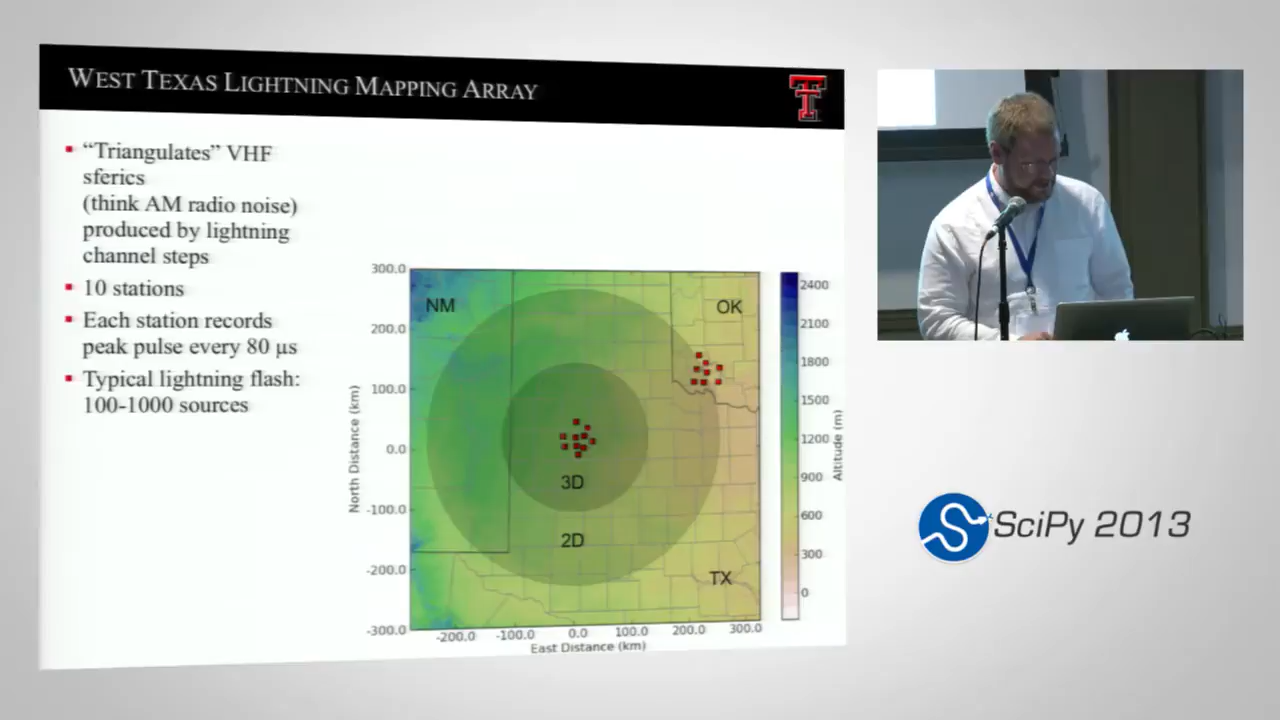 WEST TEXAS LIGHTNING MAPPING ARRAY
"Triangulates" VHF
sferics
(think AM radio noise)
produced by lightning
channel steps
10 stations
Each station records
peak pulse every 80 µs
Typical lightning flash:
100-1000 sources
300.0
200.0
100.0
0.0
-100.0
-200.0
-300.0
North Distance (km)
NM
OK
3D
2D
TX
-200.0 -100.0 0.0 100.0 200.0 300.0
East Distance (km)
2400
2100
1800
1500
1200
900
600
300
0
Altitude (m)
SciPy 2013